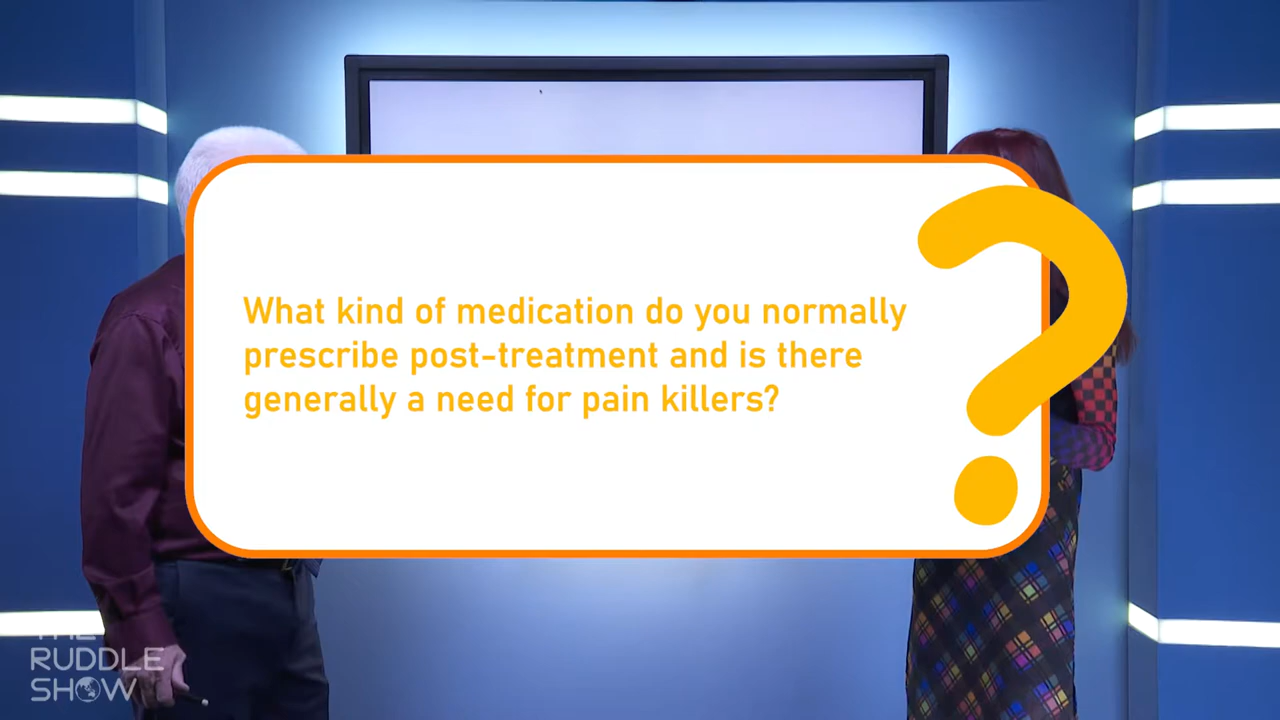 What kind of medication do you normally
prescribe post-treatment and is there
generally a need for pain killers?
?
THE
RUDDLE
SHOW